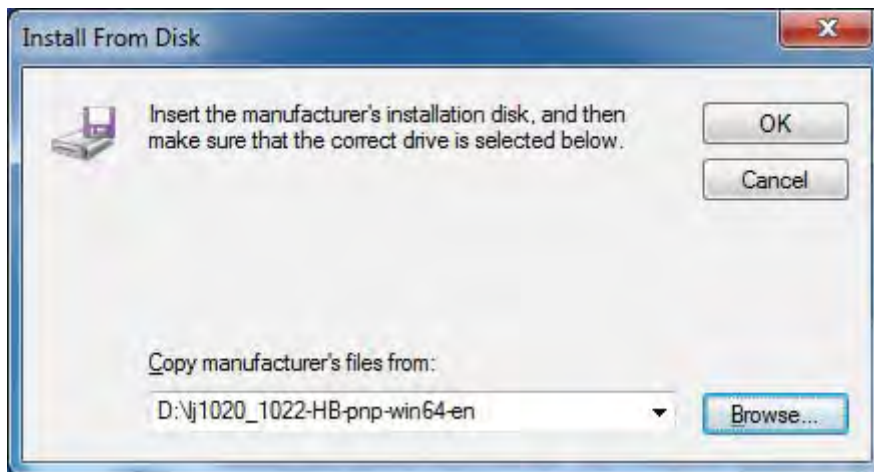 Install From Disk
Insert the manufacturer's installation disk, and then
make sure that the correct drive is selected below.
OK
Cancel
Copy manufacturer's files from:
D:\lj1020_1022-HB-pnp-win64-en
Browse...